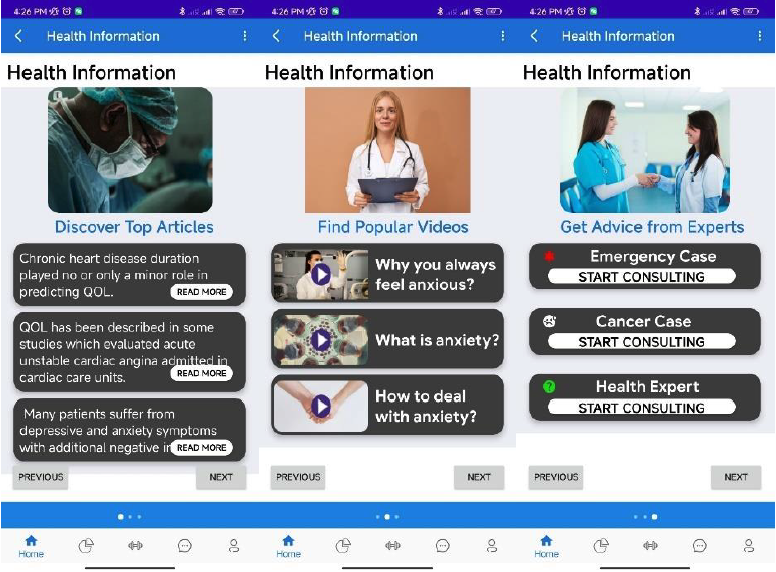 4:26 PM
Health Information
Health Information
Discover Top Articles
Chronic heart disease duration
played no or only a minor role in
predicting QOL.
READ MORE
QOL has been described in some
studies which evaluated acute
unstable cardiac angina admitted in
cardiac care units.
READ MORE
Many patients suffer from
depressive and anxiety symptoms
with additional negative
READ MORE
PREVIOUS
NEXT
Home
4:26 PM
Health Information
Health Information
Find Popular Videos
Why you always
feel anxious?
What is anxiety?
How to deal
with anxiety?
PREVIOUS
NEXT
Home
4:26 PM
Health Information
Health Information
Get Advice from Experts
Emergency Case
START CONSULTING
Cancer Case
START CONSULTING
Health Expert
START CONSULTING
PREVIOUS
NEXT
Home